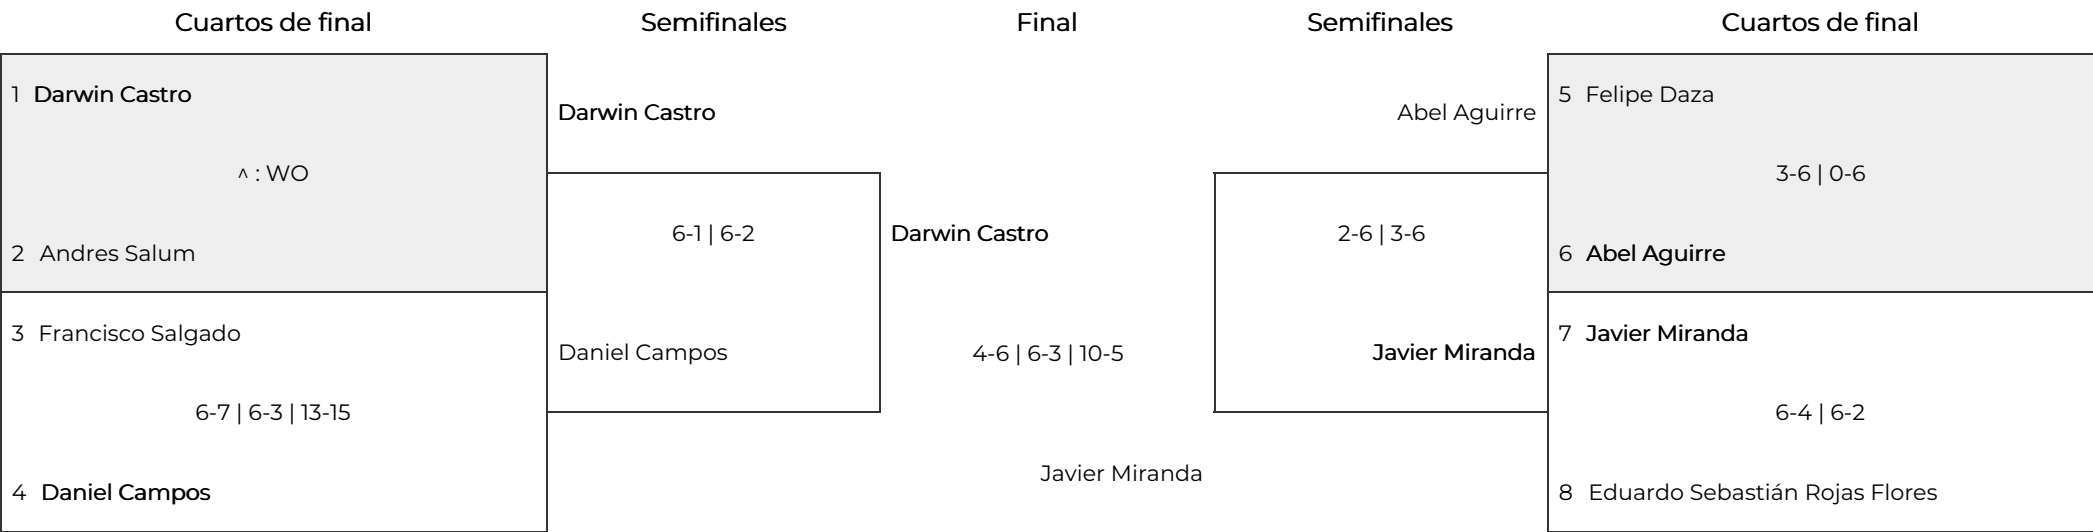 Cuartos de final
Semifinales
Final
Semifinales
Cuartos de final
1 Darwin Castro
^ : WO
2 Andres Salum
3 Francisco Salgado
6-7 | 6-3 | 13-15
4 Daniel Campos
Darwin Castro
6-1 | 6-2
Daniel Campos
Darwin Castro
4-6 | 6-3 | 10-5
Javier Miranda
Abel Aguirre
2-6 | 3-6
Javier Miranda
5 Felipe Daza
3-6 | 0-6
6 Abel Aguirre
7 Javier Miranda
6-4 | 6-2
8 Eduardo Sebastián Rojas Flores